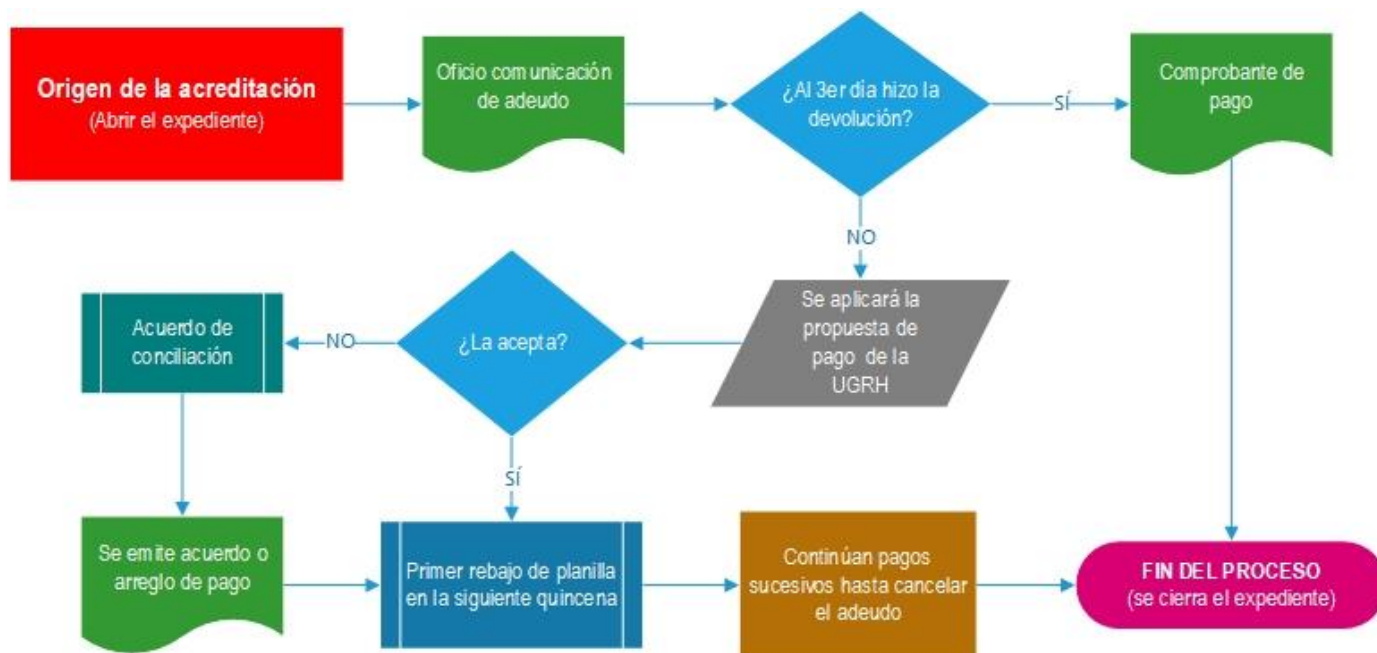 Origen de la acreditación
(Abrir el expediente)
Oficio comunicación
de adeudo
¿Al 3er día hizo la
devolución?
SÍ
Comprobante de
pago
NO
Se aplicará la
propuesta de
pago de la
UGRH
¿La acepta?
NO
Acuerdo de
conciliación
SÍ
Se emite acuerdo o
arreglo de pago
Primer rebajo de planilla
en la siguiente quincena
Continúan pagos
sucesivos hasta cancelar
el adeudo
FIN DEL PROCESO
(se cierra el expediente)